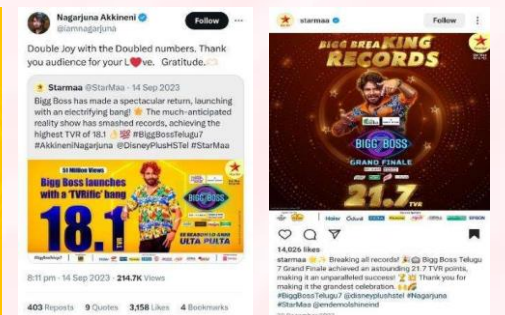 Nagarjuna Akkineni
@iamnagarjuna
Follow
Double Joy with the Doubled numbers. Thank
you audience for your L❤️ve. Gratitude.
Starmaa @StarMaa · 14 Sep 2023
Bigg Boss has made a spectacular return, launching
with an electrifying bang! 🌟 The much-anticipated
reality show has smashed records, achieving the
highest TVR of 18.1 👌💯 #BiggBossTelugu7
#AkkineniNagarjuna @DisneyPlusHSTel #StarMaa
51 Million Views
Bigg Boss launches
with a 'TVRific' bang
18.1
TVR
BIGG BOSS
ULTA PULTA
8:11 pm · 14 Sep 2023 · 214.7K Views
403 Reposts 9 Quotes 3,158 Likes 4 Bookmarks
starmaa
Follow
BIGG BREAKING
RECORDS
BIGG BOSS
GRAND FINALE
21.7 TVR
Haier
14,026 likes
starmaa 🌟✨ Breaking all records! 🎉 Bigg Boss Telugu
7 Grand Finale achieved an astounding 21.7 TVR points,
making it an unparalleled success! 🏆💥 Thank you for
making it the grandest celebration. 🙌🎉
#BiggBossTelugu7 @disneyplushstel #Nagarjuna
#StarMaa @endemolshineind